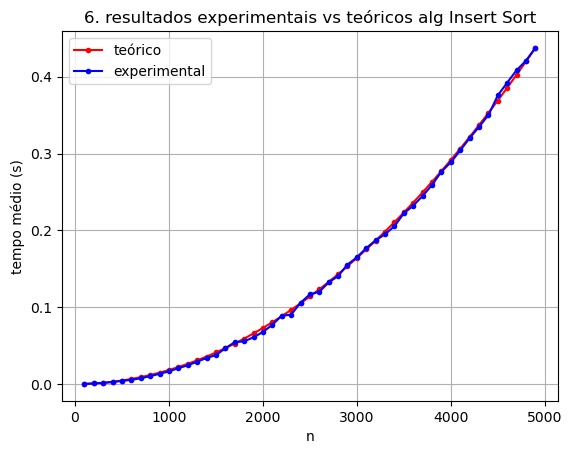 6. resultados experimentais vs teóricos alg Insert Sort
teórico
experimental
tempo médio (s)
0.4
0.3
0.2
0.1
0.0
0 1000 2000 3000 4000 5000
n